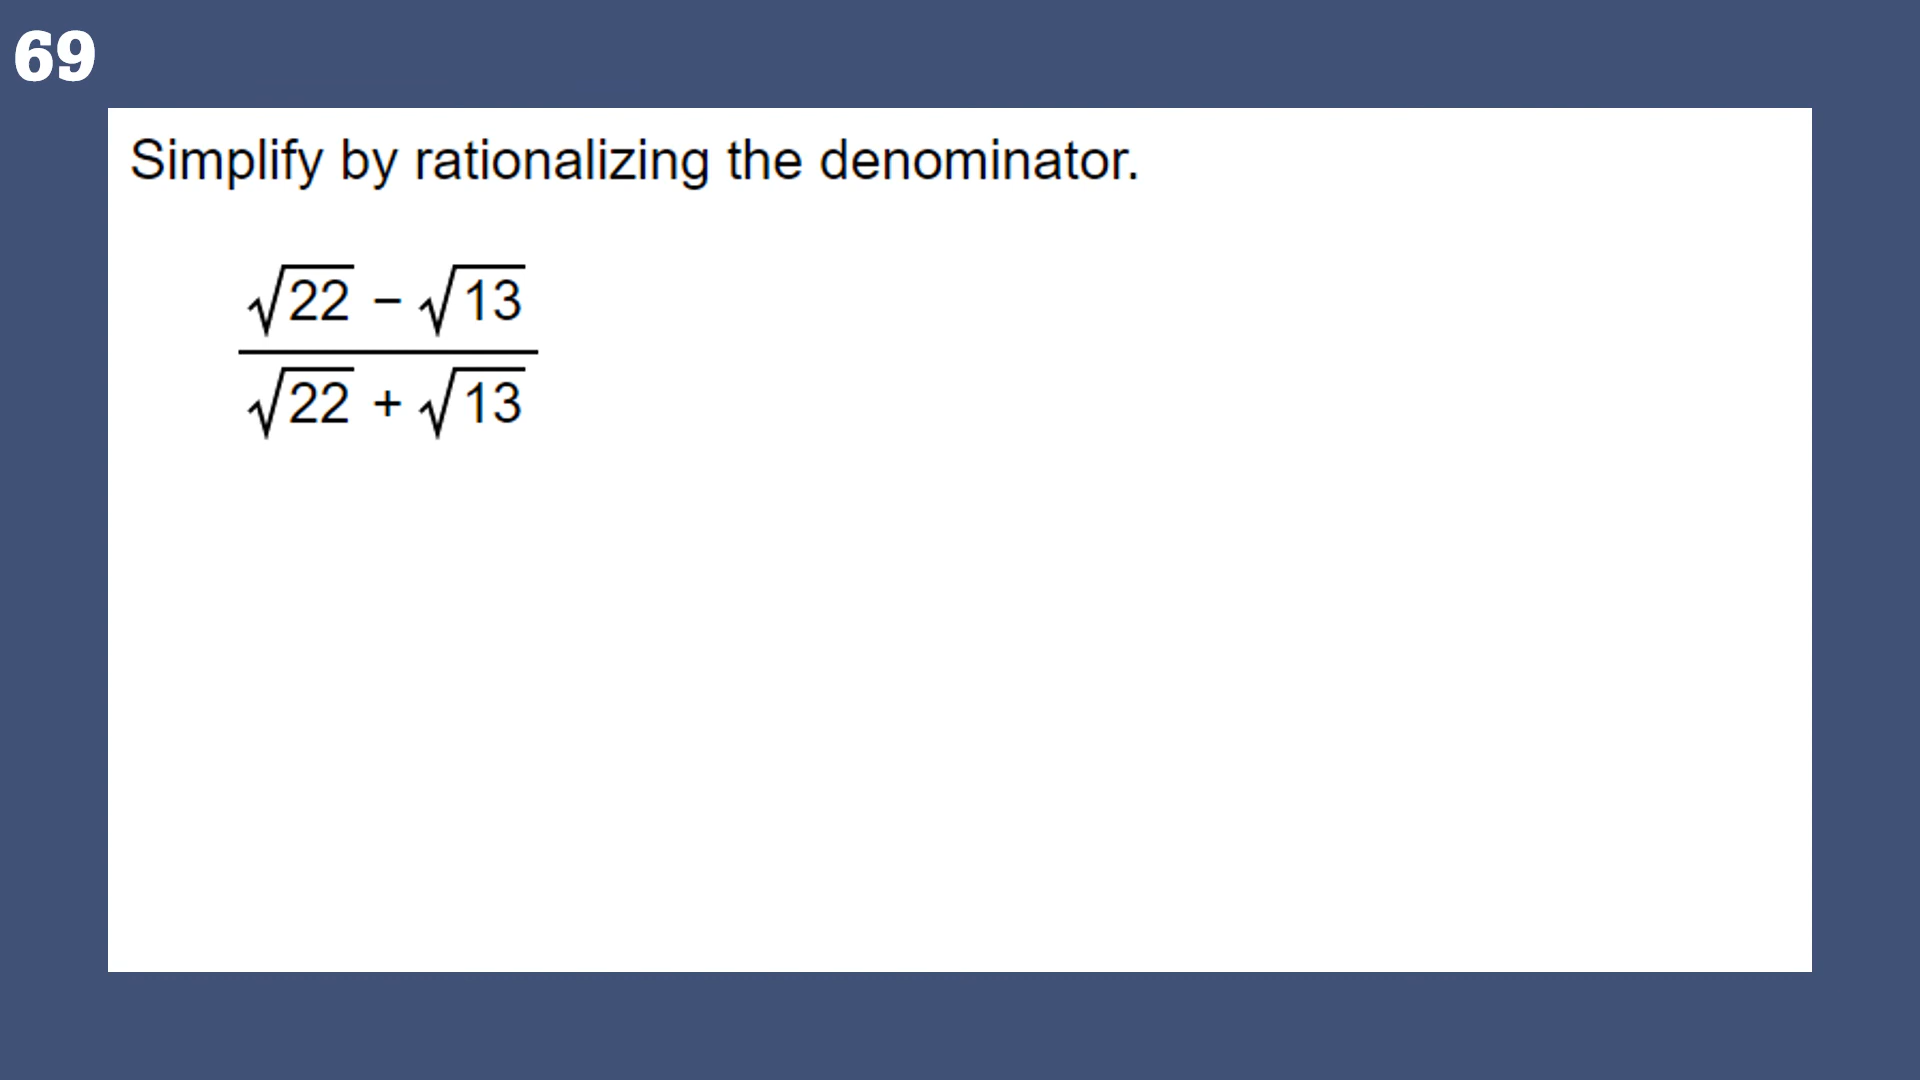 69
Simplify by rationalizing the denominator.
√22 − √13
√22 + √13